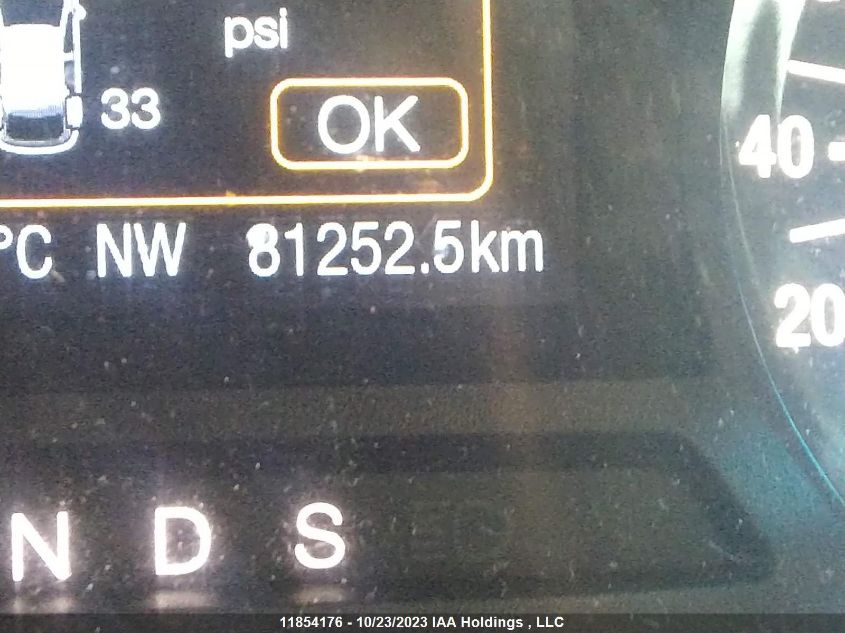 psi
33
OK
°C NW 81252.5km
40
20
N D S
11854176 - 10/23/2023 IAA Holdings , LLC